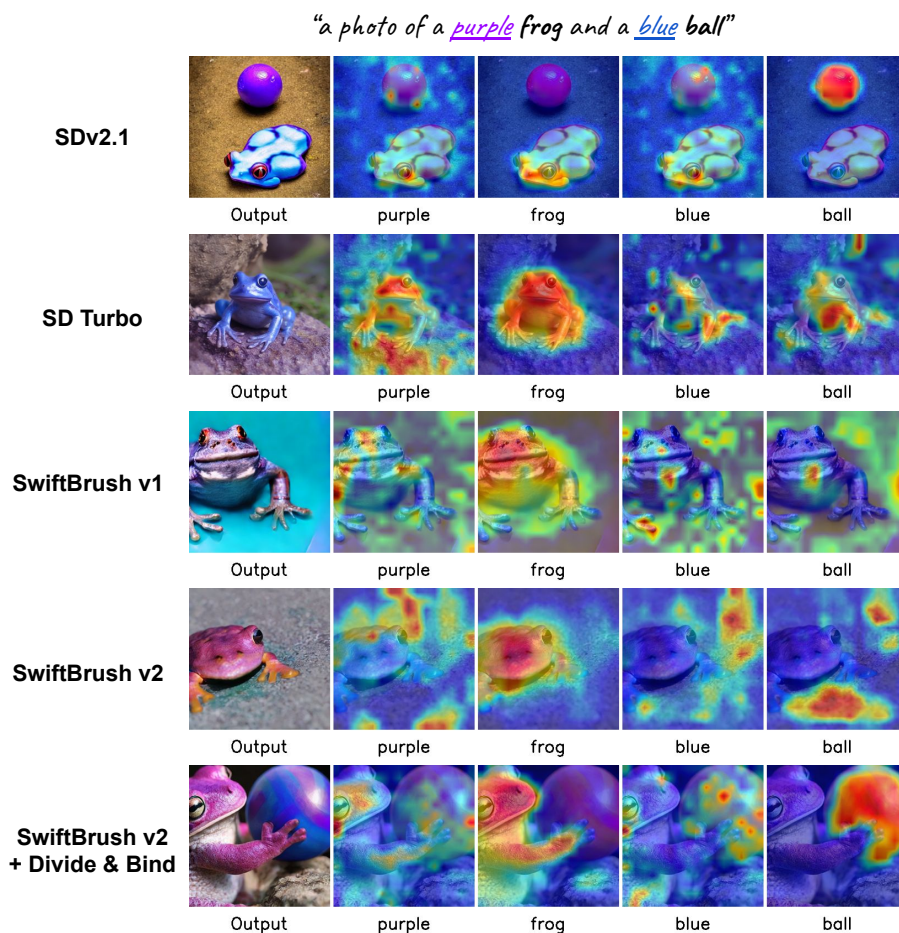 “a photo of a purple frog and a blue ball”
SDv2.1
Output purple frog blue ball
SD Turbo
Output purple frog blue ball
SwiftBrush v1
Output purple frog blue ball
SwiftBrush v2
Output purple frog blue ball
SwiftBrush v2
+ Divide & Bind
Output purple frog blue ball